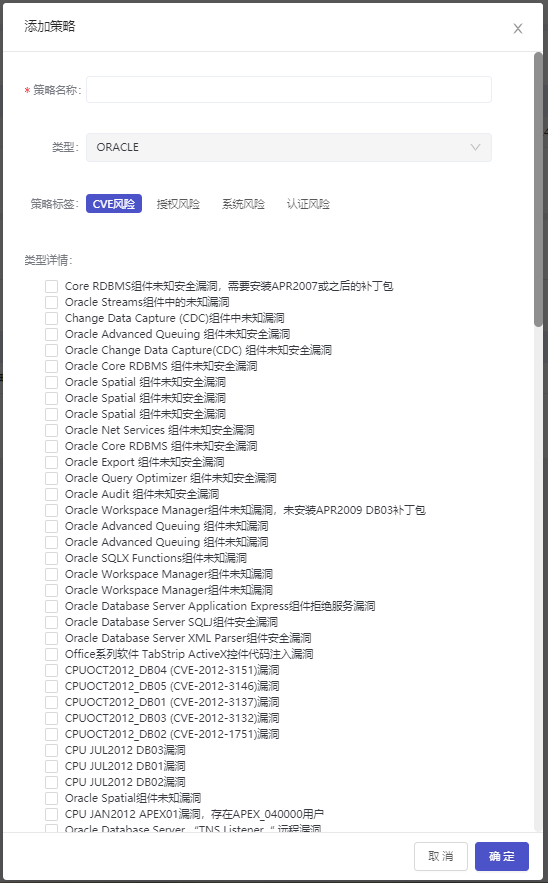 添加策略
* 策略名称:
类型: ORACLE
策略标签: CVE风险 授权风险 系统风险 认证风险
类型详情:
Core RDBMS组件未知安全漏洞，需要安装APR2007或之后的补丁包
Oracle Streams组件中的未知漏洞
Change Data Capture (CDC)组件中未知漏洞
Oracle Advanced Queuing 组件未知安全漏洞
Oracle Change Data Capture(CDC) 组件未知安全漏洞
Oracle Core RDBMS 组件未知安全漏洞
Oracle Spatial 组件未知安全漏洞
Oracle Spatial 组件未知安全漏洞
Oracle Spatial 组件未知安全漏洞
Oracle Net Services 组件未知安全漏洞
Oracle Core RDBMS 组件未知安全漏洞
Oracle Export 组件未知安全漏洞
Oracle Query Optimizer 组件未知安全漏洞
Oracle Audit 组件未知安全漏洞
Oracle Workspace Manager组件未知漏洞，未安装APR2009 DB03补丁包
Oracle Advanced Queuing 组件未知漏洞
Oracle Advanced Queuing 组件未知漏洞
Oracle SQLX Functions组件未知漏洞
Oracle Workspace Manager组件未知漏洞
Oracle Workspace Manager组件未知漏洞
Oracle Database Server Application Express组件拒绝服务漏洞
Oracle Database Server SQLJ组件安全漏洞
Oracle Database Server XML Parser组件安全漏洞
Office系列软件 TabStrip ActiveX控件代码注入漏洞
CPUOCT2012_DB04 (CVE-2012-3151)漏洞
CPUOCT2012_DB05 (CVE-2012-3146)漏洞
CPUOCT2012_DB01 (CVE-2012-3137)漏洞
CPUOCT2012_DB03 (CVE-2012-3132)漏洞
CPUOCT2012_DB02 (CVE-2012-1751)漏洞
CPU JUL2012 DB03漏洞
CPU JUL2012 DB01漏洞
CPU JUL2012 DB02漏洞
Oracle Spatial组件未知漏洞
CPU JAN2012 APEX01漏洞，存在APEX_040000用户
Oracle Database Server “TNS Listener “ 远程漏洞
取 消 确 定